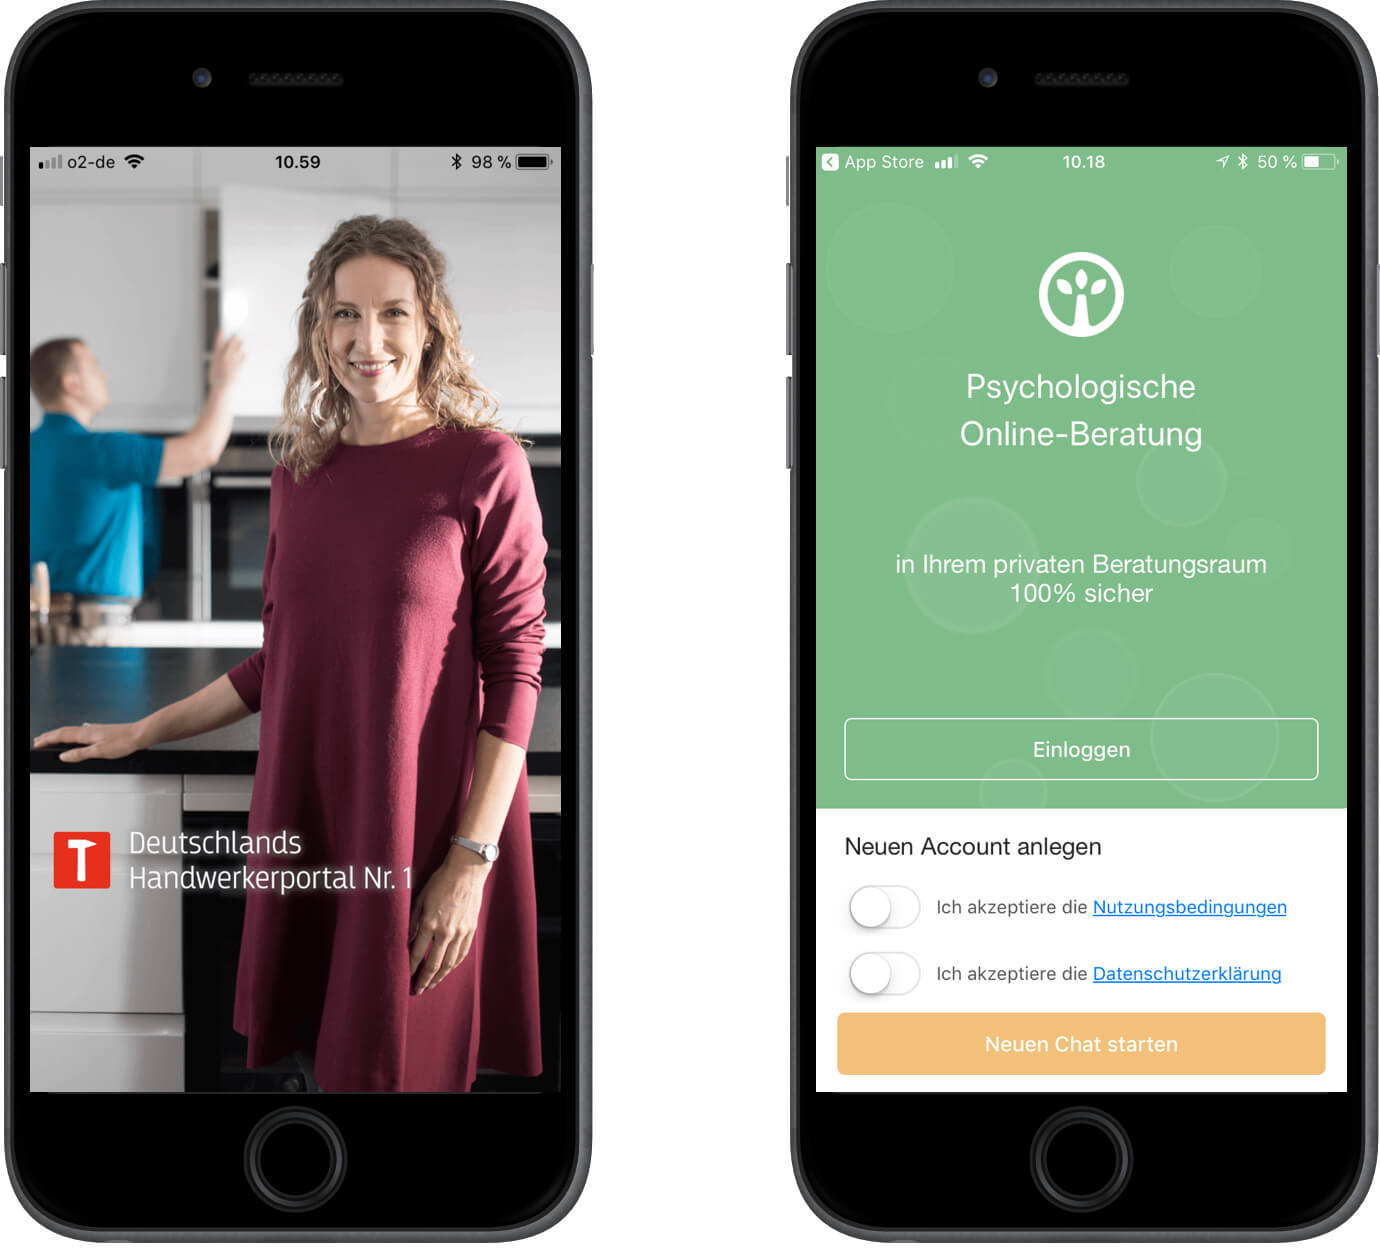 o2-de 10.59 98 %
T Deutschlands
Handwerkerportal Nr. 1
App Store 10.18 50 %
Psychologische
Online-Beratung
in Ihrem privaten Beratungsraum
100% sicher
Einloggen
Neuen Account anlegen
Ich akzeptiere die Nutzungsbedingungen
Ich akzeptiere die Datenschutzerklärung
Neuen Chat starten